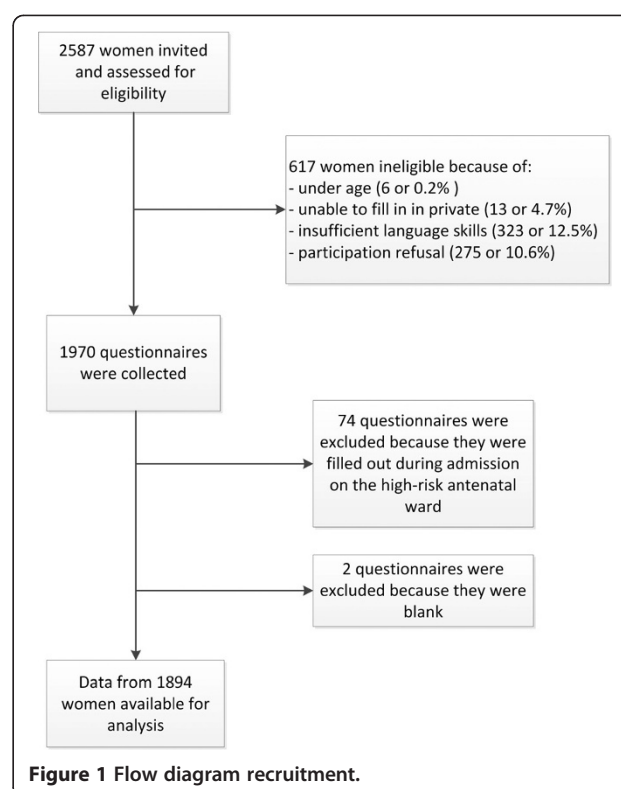 2587 women invited
and assessed for
eligibility
617 women ineligible because of:
- under age (6 or 0.2% )
- unable to fill in in private (13 or 4.7%)
- insufficient language skills (323 or 12.5%)
- participation refusal (275 or 10.6%)
1970 questionnaires
were collected
74 questionnaires were
excluded because they were
filled out during admission
on the high-risk antenatal
ward
2 questionnaires were
excluded because they were
blank
Data from 1894
women available for
analysis
Figure 1 Flow diagram recruitment.